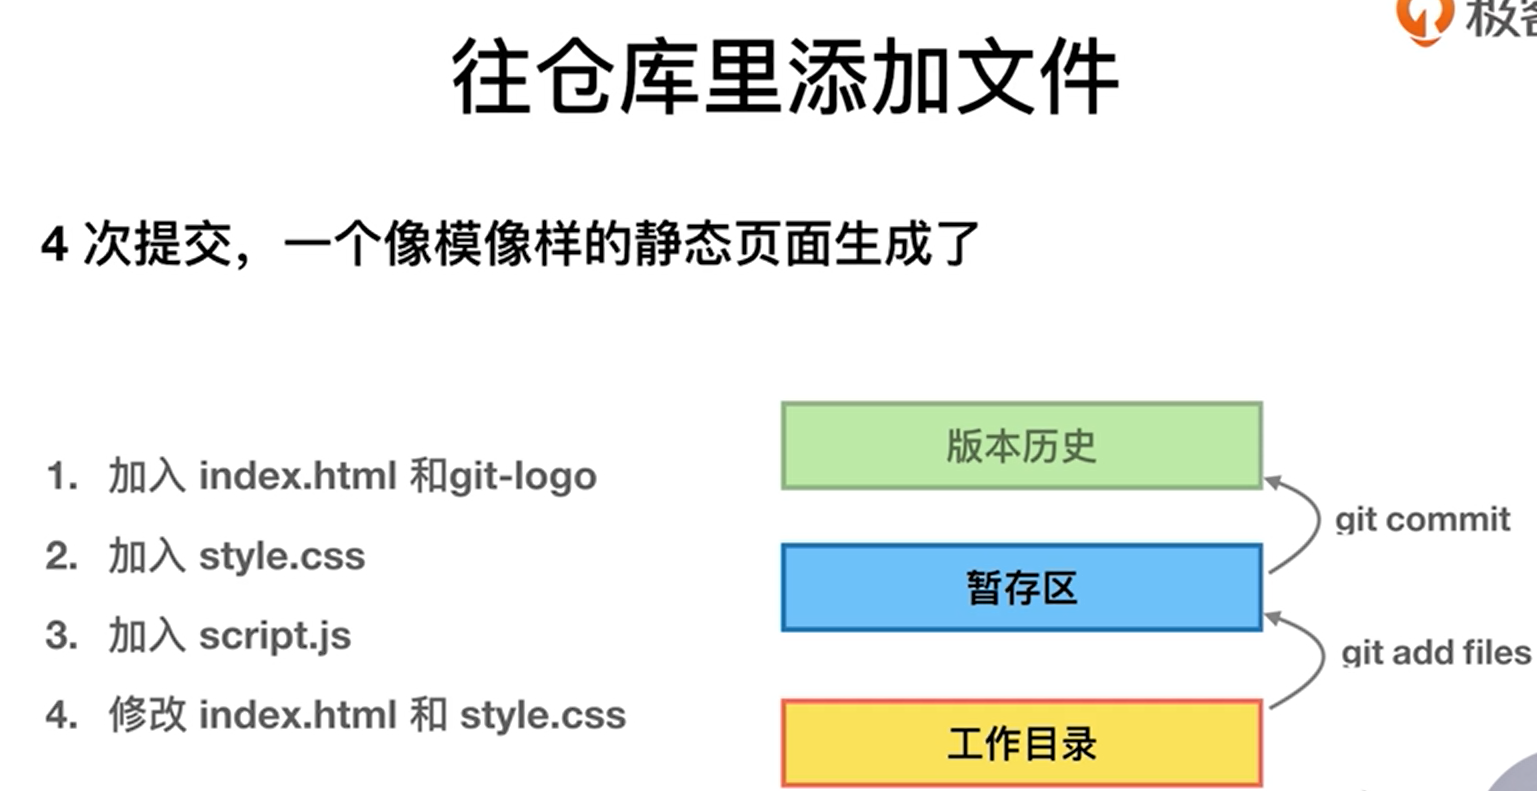 极客
往仓库里添加文件
4 次提交，一个像模像样的静态页面生成了
1. 加入 index.html 和git-logo
2. 加入 style.css
3. 加入 script.js
4. 修改 index.html 和 style.css
版本历史
git commit
暂存区
git add files
工作目录